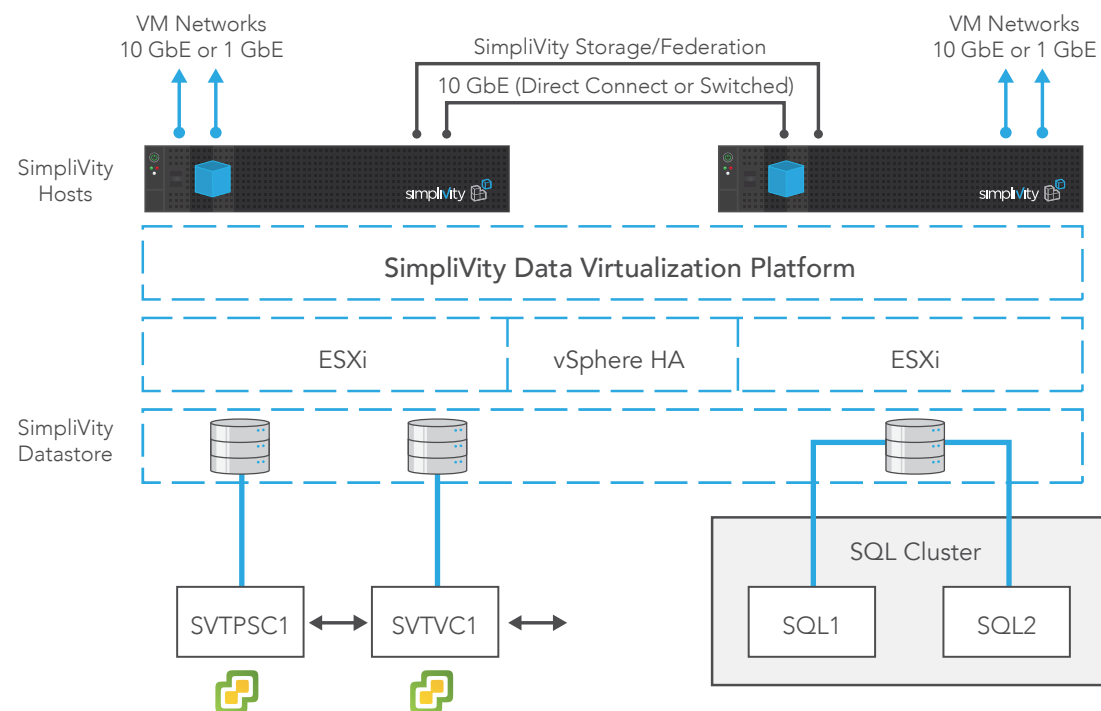 VM Networks
10 GbE or 1 GbE
SimpliVity Storage/Federation
10 GbE (Direct Connect or Switched)
VM Networks
10 GbE or 1 GbE
SimpliVity
Hosts
simplivity
simplivity
SimpliVity Data Virtualization Platform
ESXi
vSphere HA
ESXi
SimpliVity
Datastore
SQL Cluster
SVTPSC1
SVTVC1
SQL1
SQL2